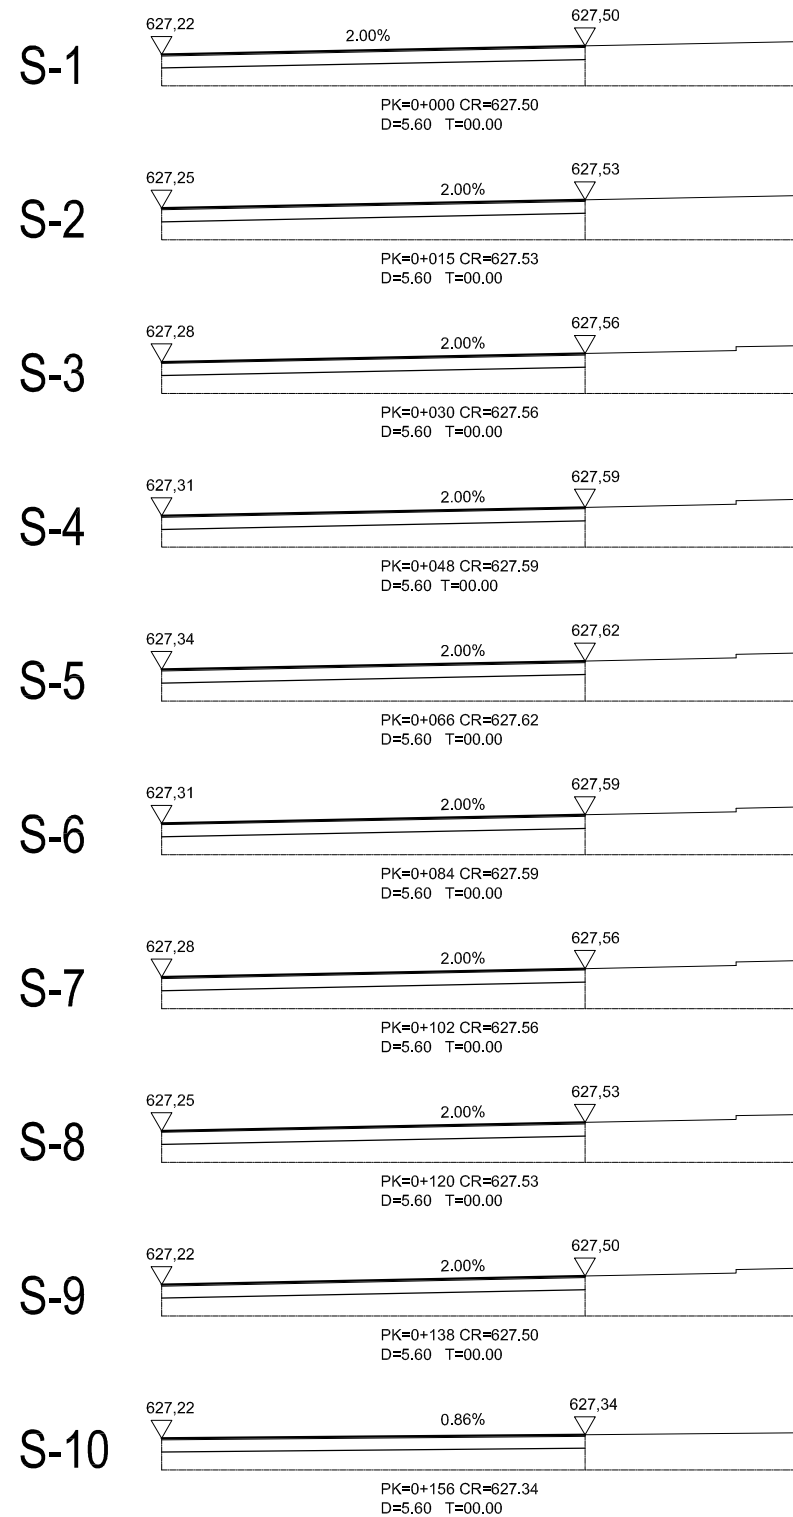 627,22
627,50
2.00%
S-1
PK=0+000 CR=627.50
D=5.60 T=00.00
627,25
627,53
2.00%
S-2
PK=0+015 CR=627.53
D=5.60 T=00.00
627,28
627,56
2.00%
S-3
PK=0+030 CR=627.56
D=5.60 T=00.00
627,31
627,59
2.00%
S-4
PK=0+048 CR=627.59
D=5.60 T=00.00
627,34
627,62
2.00%
S-5
PK=0+066 CR=627.62
D=5.60 T=00.00
627,31
627,59
2.00%
S-6
PK=0+084 CR=627.59
D=5.60 T=00.00
627,28
627,56
2.00%
S-7
PK=0+102 CR=627.56
D=5.60 T=00.00
627,25
627,53
2.00%
S-8
PK=0+120 CR=627.53
D=5.60 T=00.00
627,22
627,50
2.00%
S-9
PK=0+138 CR=627.50
D=5.60 T=00.00
627,22
627,34
0.86%
S-10
PK=0+156 CR=627.34
D=5.60 T=00.00